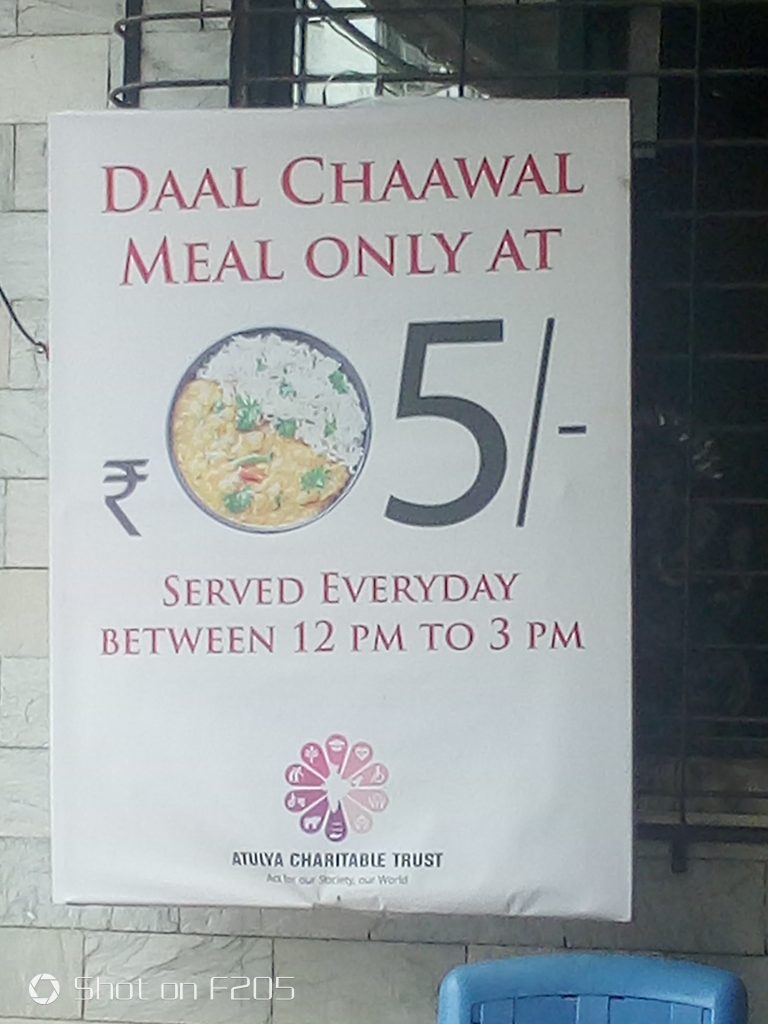 DAAL CHAAWAL
MEAL ONLY AT
₹ 5/-
SERVED EVERYDAY
BETWEEN 12 PM TO 3 PM
ATULYA CHARITABLE TRUST
Act for our Society, our World
Shot on F205